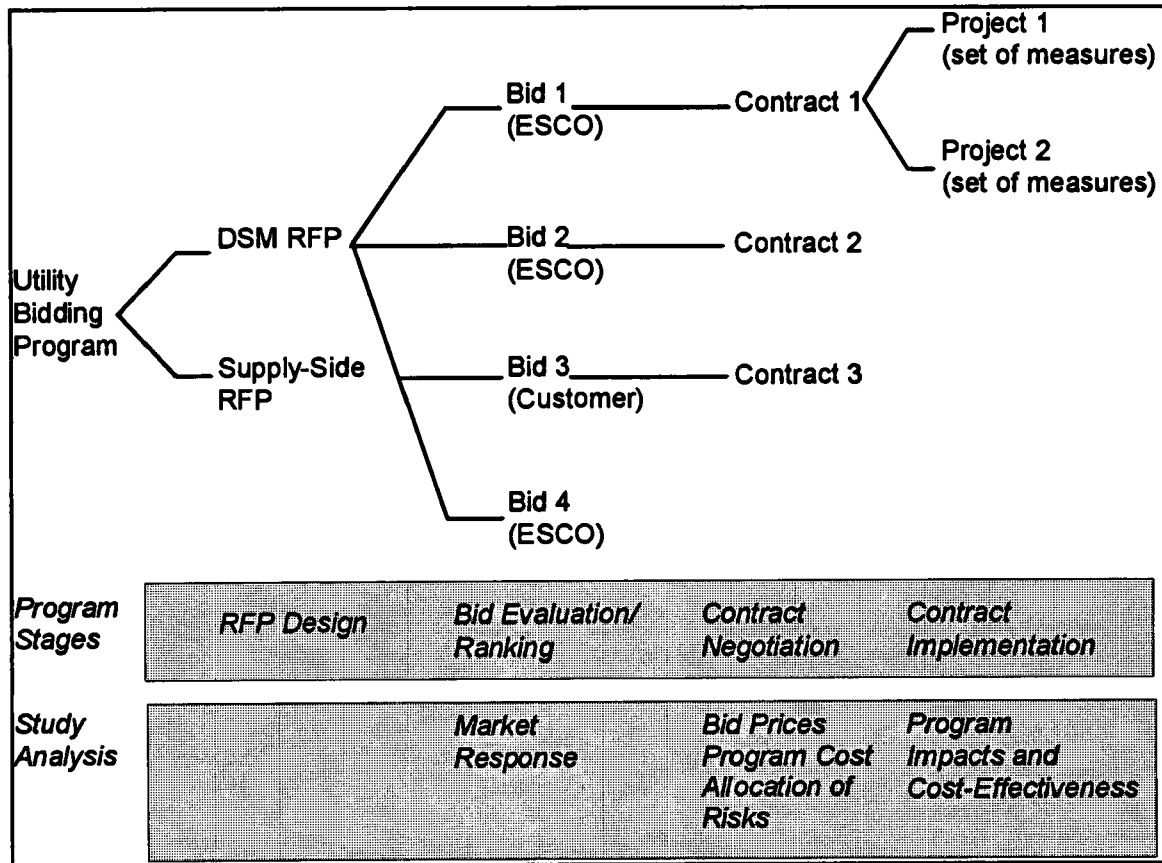 Project 1
(set of measures)
Bid 1
(ESCO)
Contract 1
Project 2
(set of measures)
DSM RFP
Bid 2
(ESCO)
Contract 2
Utility
Bidding
Program
Supply-Side
RFP
Bid 3
(Customer)
Contract 3
Bid 4
(ESCO)
Program
Stages
RFP Design
Bid Evaluation/
Ranking
Contract
Negotiation
Contract
Implementation
Study
Analysis
Market
Response
Bid Prices
Program Cost
Allocation of
Risks
Program
Impacts and
Cost-Effectiveness